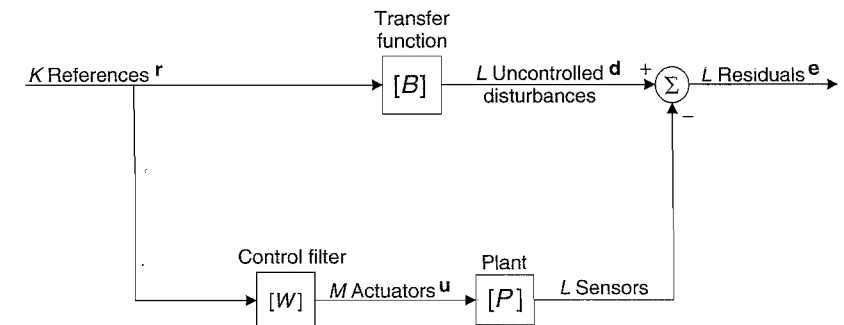 Transfer
function
K References r
[B]
L Uncontrolled d
disturbances
+
Σ
L Residuals e
−
Control filter
[W]
M Actuators u
Plant
[P]
L Sensors